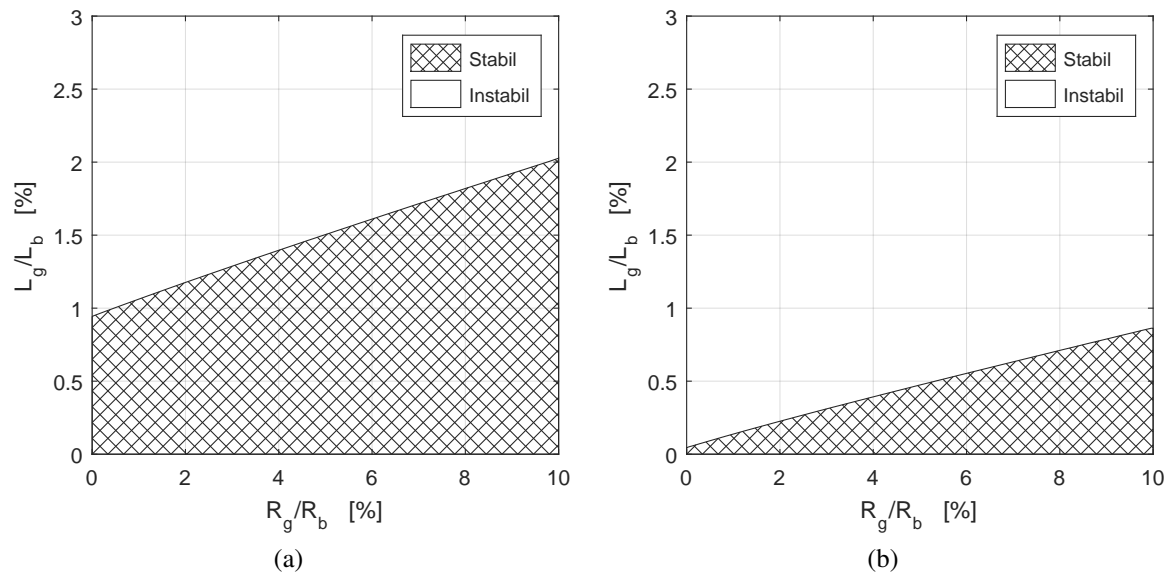 3
2.5
2
1.5
1
0.5
0
L_g/L_b [%]
Stabil
Instabil
0 2 4 6 8 10
R_g/R_b [%]
(a)
3
2.5
2
1.5
1
0.5
0
L_g/L_b [%]
Stabil
Instabil
0 2 4 6 8 10
R_g/R_b [%]
(b)